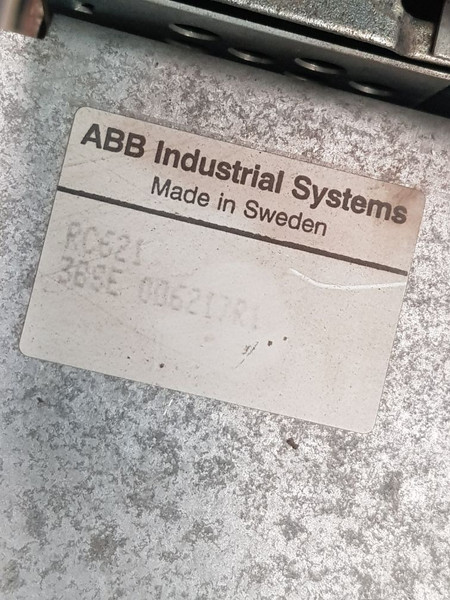 ABB Industrial Systems
Made in Sweden
RC621
3BSE 006217R1